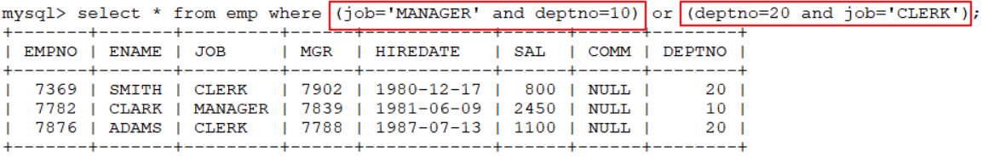 mysql> select * from emp where (job='MANAGER' and deptno=10) or (deptno=20 and job='CLERK');
+-------+-------+---------+------+------------+------+------+--------+
| EMPNO | ENAME | JOB     | MGR  | HIREDATE   | SAL  | COMM | DEPTNO |
+-------+-------+---------+------+------------+------+------+--------+
|  7369 | SMITH | CLERK   | 7902 | 1980-12-17 |  800 | NULL |     20 |
|  7782 | CLARK | MANAGER | 7839 | 1981-06-09 | 2450 | NULL |     10 |
|  7876 | ADAMS | CLERK   | 7788 | 1987-07-13 | 1100 | NULL |     20 |
+-------+-------+---------+------+------------+------+------+--------+